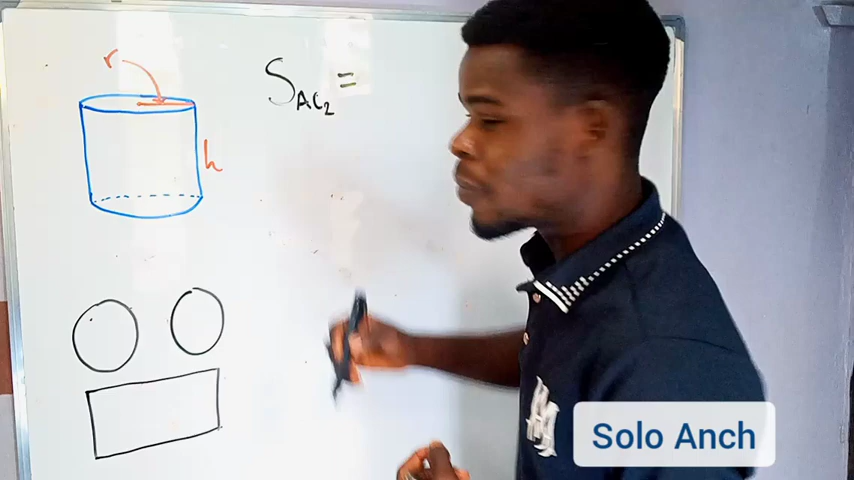 r
S_AC2 =
h
Solo Anch